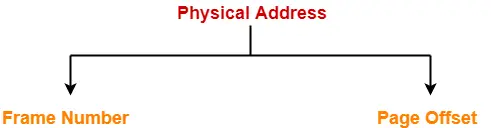 Physical Address
Frame Number
Page Offset